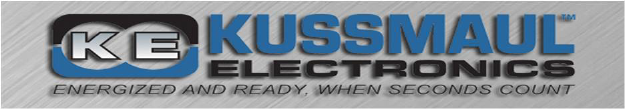 KE
KUSSMAUL™
ELECTRONICS
ENERGIZED AND READY, WHEN SECONDS COUNT